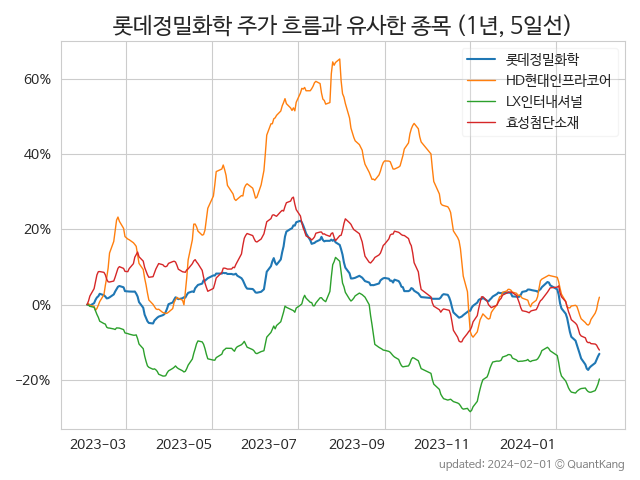 롯데정밀화학 주가 흐름과 유사한 종목 (1년, 5일선)
롯데정밀화학
HD현대인프라코어
LX인터내셔널
효성첨단소재
60%
40%
20%
0%
−20%
2023-03 2023-05 2023-07 2023-09 2023-11 2024-01
updated: 2024-02-01 © QuantKang